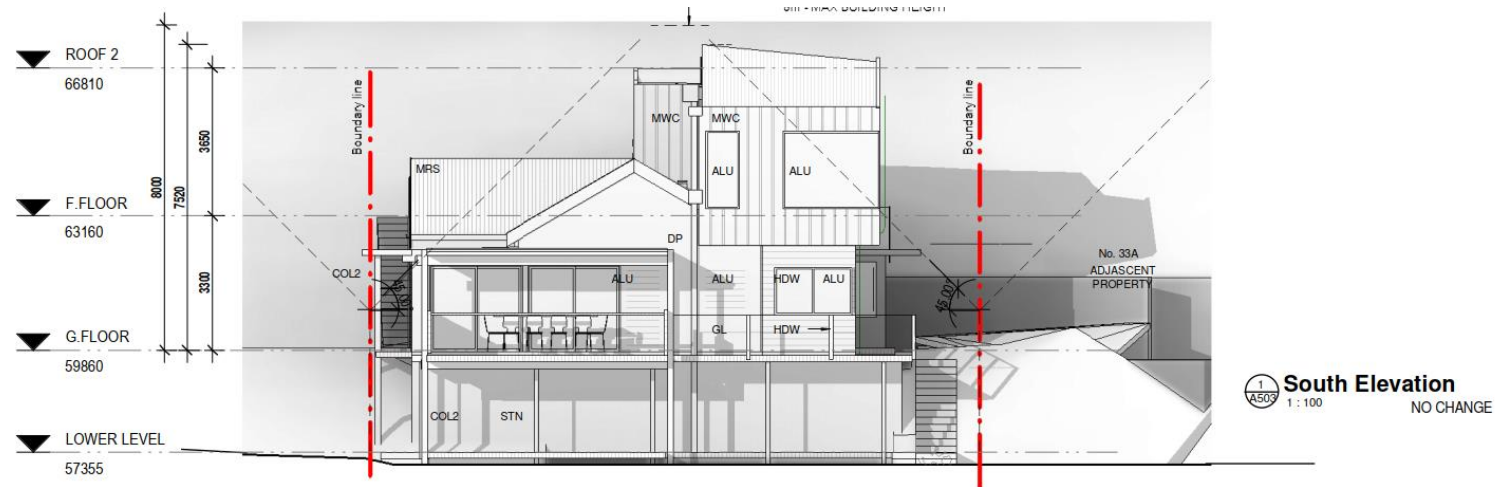 8m - MAX BUILDING HEIGHT
ROOF 2
66810
F.FLOOR
63160
G.FLOOR
59860
LOWER LEVEL
57355
8000
7520
3650
3300
Boundary line
Boundary line
MWC
MWC
ALU
ALU
MRS
DP
COL2
ALU
ALU
HDW
ALU
GL
HDW
COL2
STN
45.00°
45.00°
No. 33A
ADJASCENT
PROPERTY
1
A503
South Elevation
1 : 100
NO CHANGE